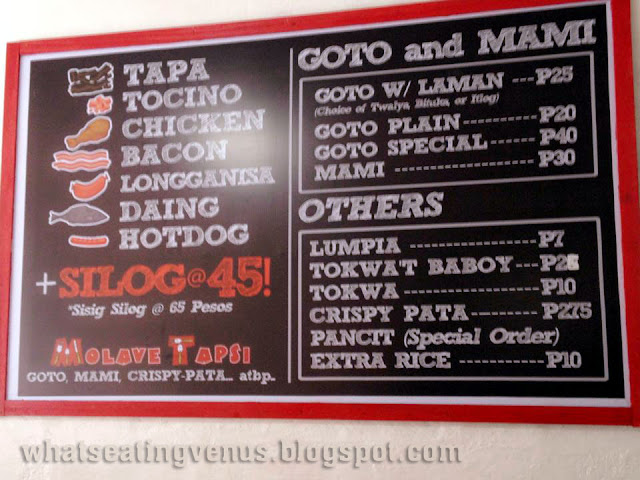 TAPA
TOCINO
CHICKEN
BACON
LONGGANISA
DAING
HOTDOG
+SILOG@45!
*Sisig Silog @ 65 Pesos
MOLAVE TAPSI
GOTO, MAMI, CRISPY-PATA... atbp..
GOTO and MAMI
GOTO W/ LAMAN ---P25
(Choice of Twalya, Bituka, or Itlog)
GOTO PLAIN----------P20
GOTO SPECIAL------P40
MAMI ------------------P30
OTHERS
LUMPIA -----------------P7
TOKWA'T BABOY---
TOKWA ----------------P10
CRISPY PATA---------P275
PANCIT (Special Order)
EXTRA RICE ------------P10
whatseatingvenus.blogspot.com